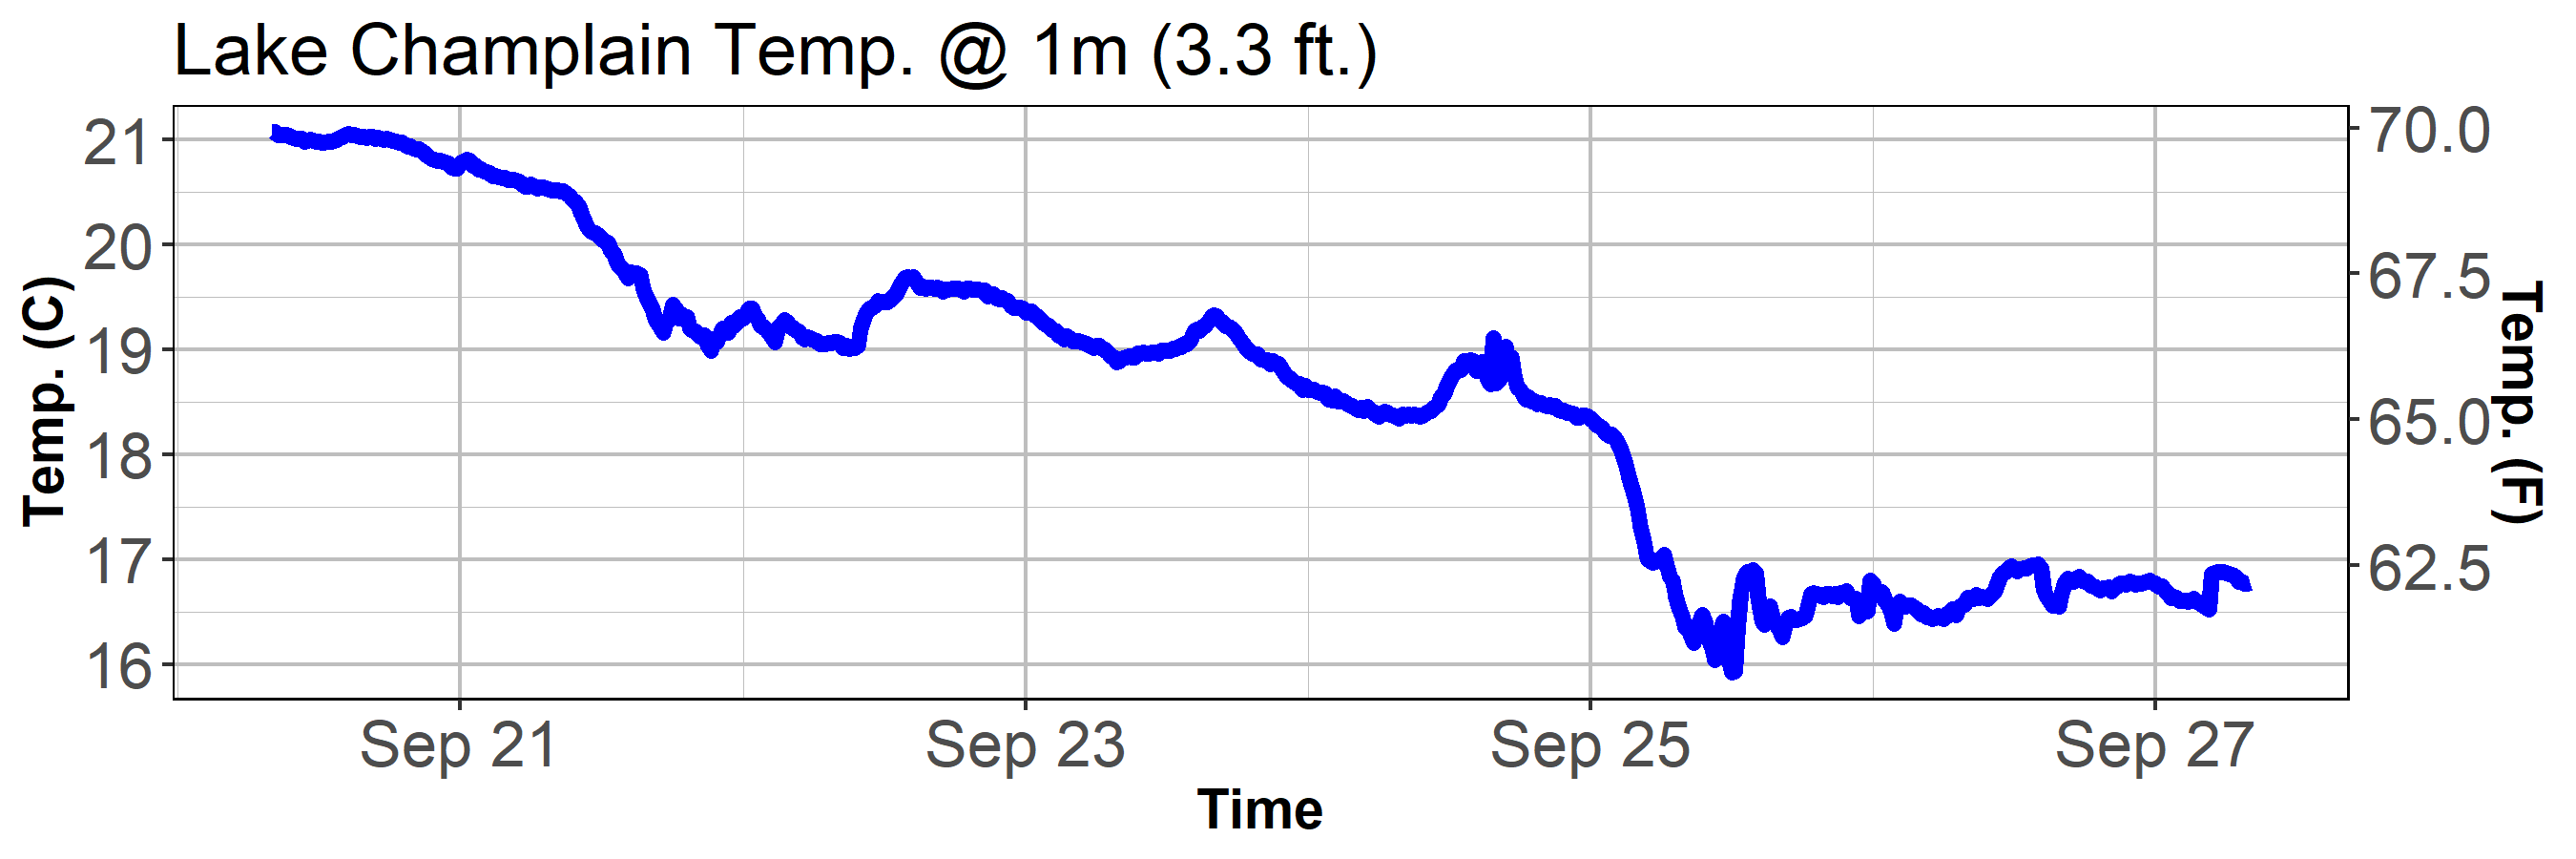 Lake Champlain Temp. @ 1m (3.3 ft.)
Temp. (C)
21
20
19
18
17
16
70.0
67.5
65.0
62.5
Temp. (F)
Sep 21
Sep 23
Sep 25
Sep 27
Time